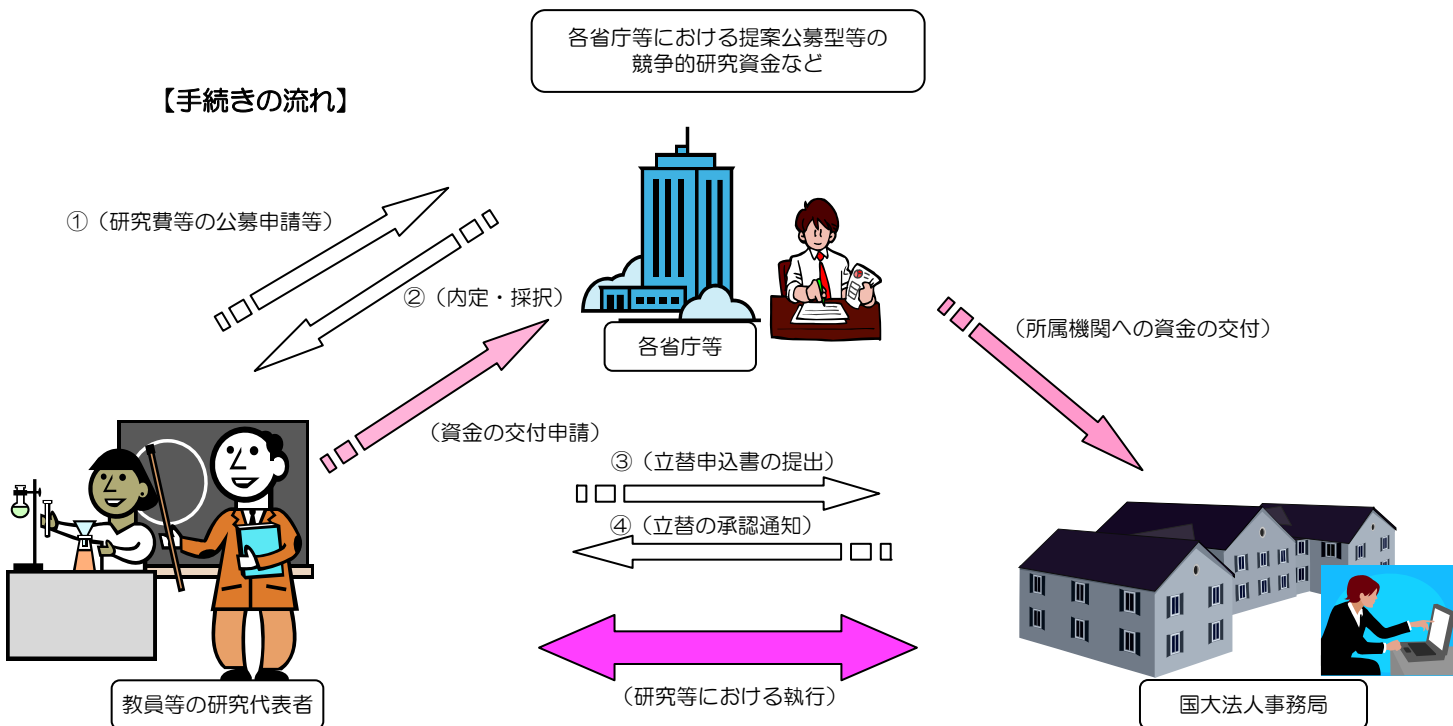 各省庁等における提案公募型等の
競争的研究資金など
【手続きの流れ】
①（研究費等の公募申請等）
②（内定・採択）
各省庁等
（所属機関への資金の交付）
（資金の交付申請）
③（立替申込書の提出）
④（立替の承認通知）
（研究等における執行）
教員等の研究代表者
国大法人事務局